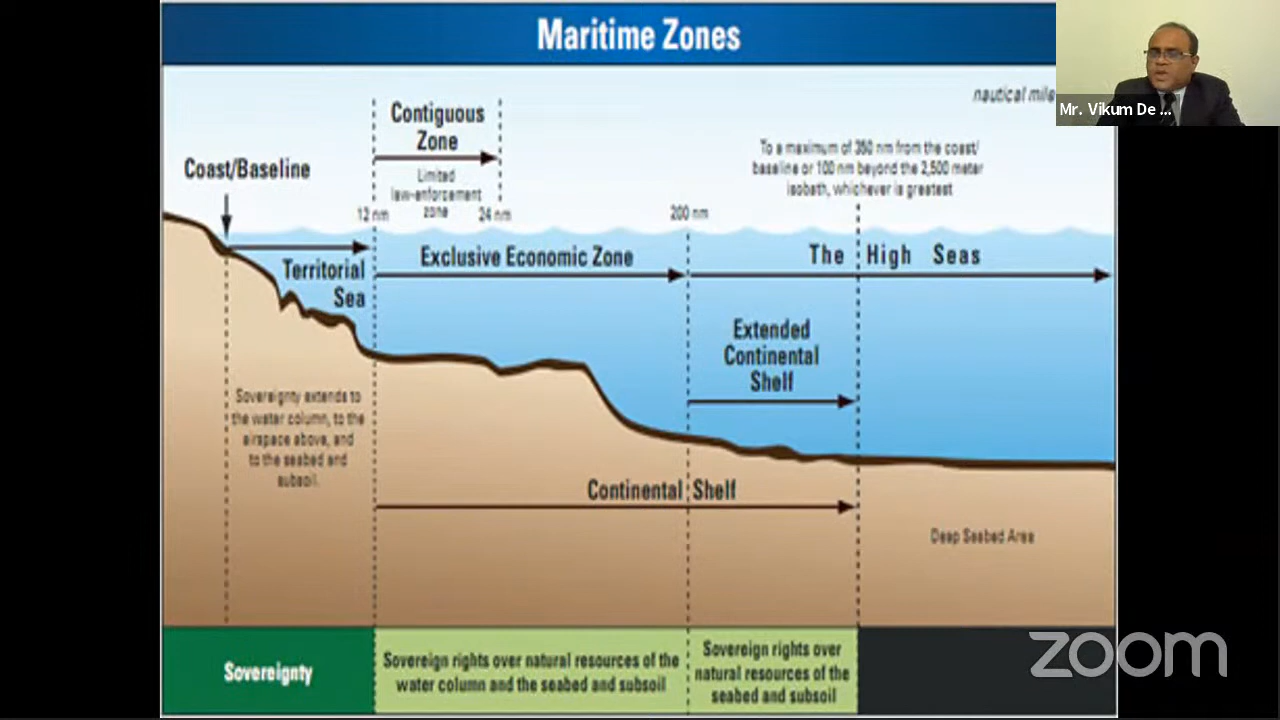 Maritime Zones
nautical mile
Mr. Vikum De ...
Contiguous
Zone
Limited
law-enforcement
zone
Coast/Baseline
To a maximum of 350 nm from the coast/
baseline or 100 nm beyond the 2,500 meter
isobath, whichever is greatest
12 nm
24 nm
200 nm
Territorial
Sea
Exclusive Economic Zone
The High Seas
Extended
Continental
Shelf
Sovereignty extends to
the water column, to the
airspace above, and
to the seabed and
subsoil.
Continental Shelf
Deep Seabed Area
Sovereignty
Sovereign rights over natural resources of the
water column and the seabed and subsoil
Sovereign rights over
natural resources of the
seabed and subsoil
zoom